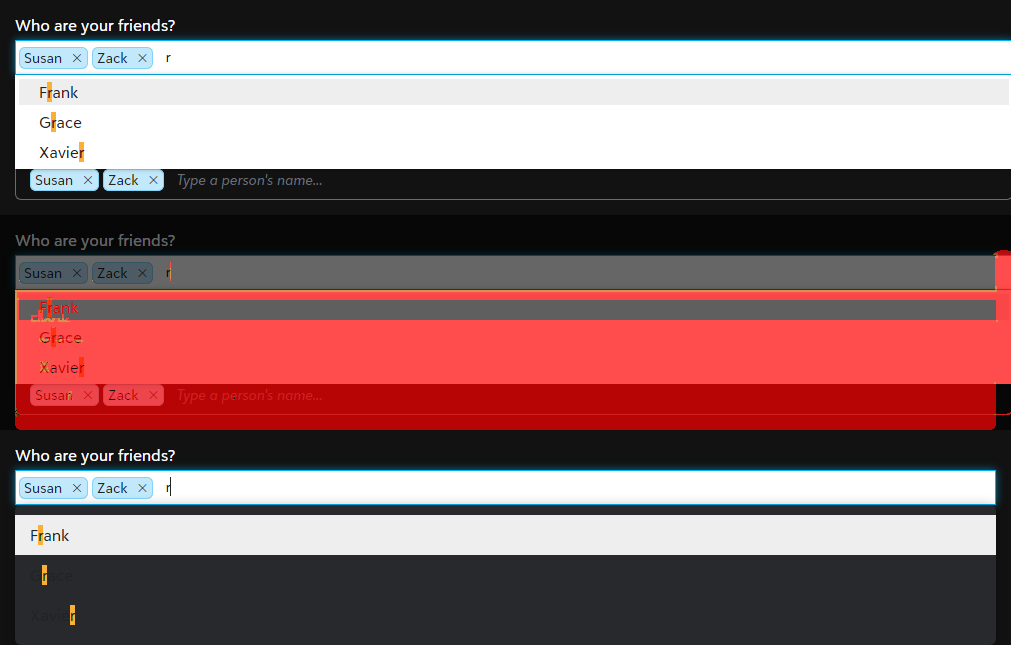 Who are your friends?
Susan × Zack × r
Frank
Grace
Xavier
Susan × Zack × Type a person's name...
Who are your friends?
Susan × Zack × r
Frank
Grace
Xavier
Susan × Zack × Type a person's name...
Who are your friends?
Susan × Zack × r
Frank
Grace
Xavier